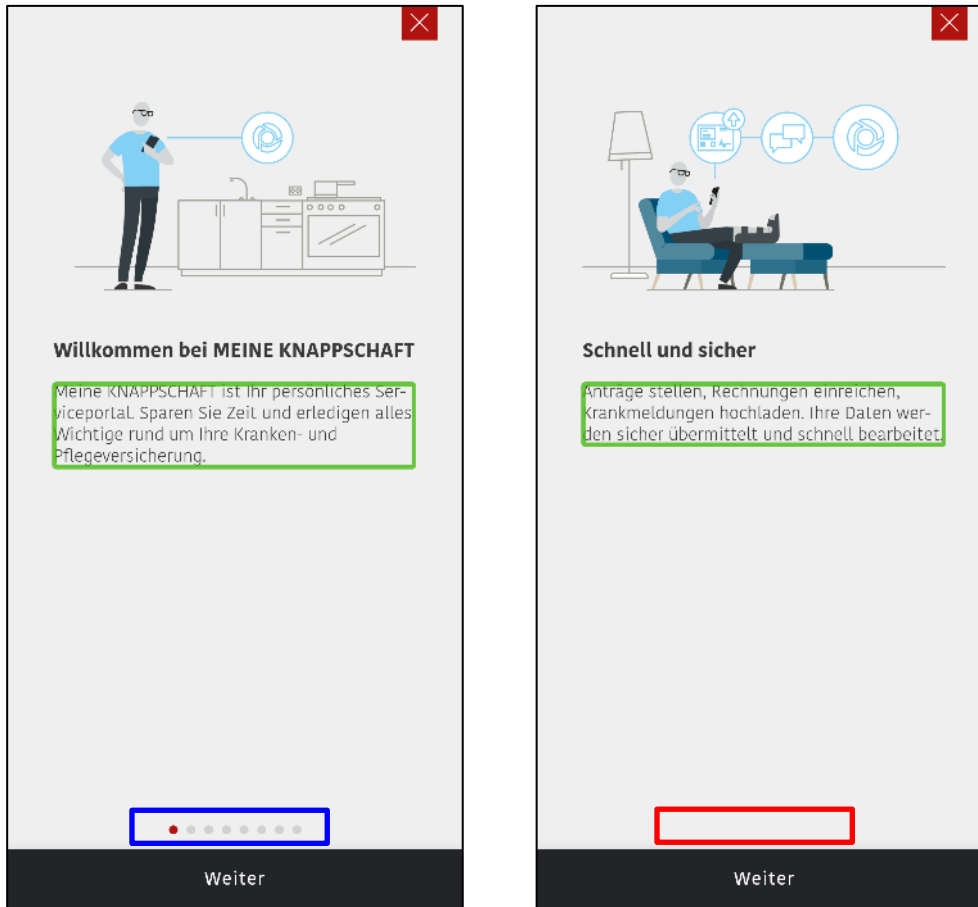 Willkommen bei MEINE KNAPPSCHAFT
Meine KNAPPSCHAFT ist Ihr persönliches Ser-
viceportal. Sparen Sie Zeit und erledigen alles
Wichtige rund um Ihre Kranken- und
Pflegeversicherung.
Weiter
Schnell und sicher
Anträge stellen, Rechnungen einreichen,
Krankmeldungen hochladen. Ihre Daten wer-
den sicher übermittelt und schnell bearbeitet.
Weiter